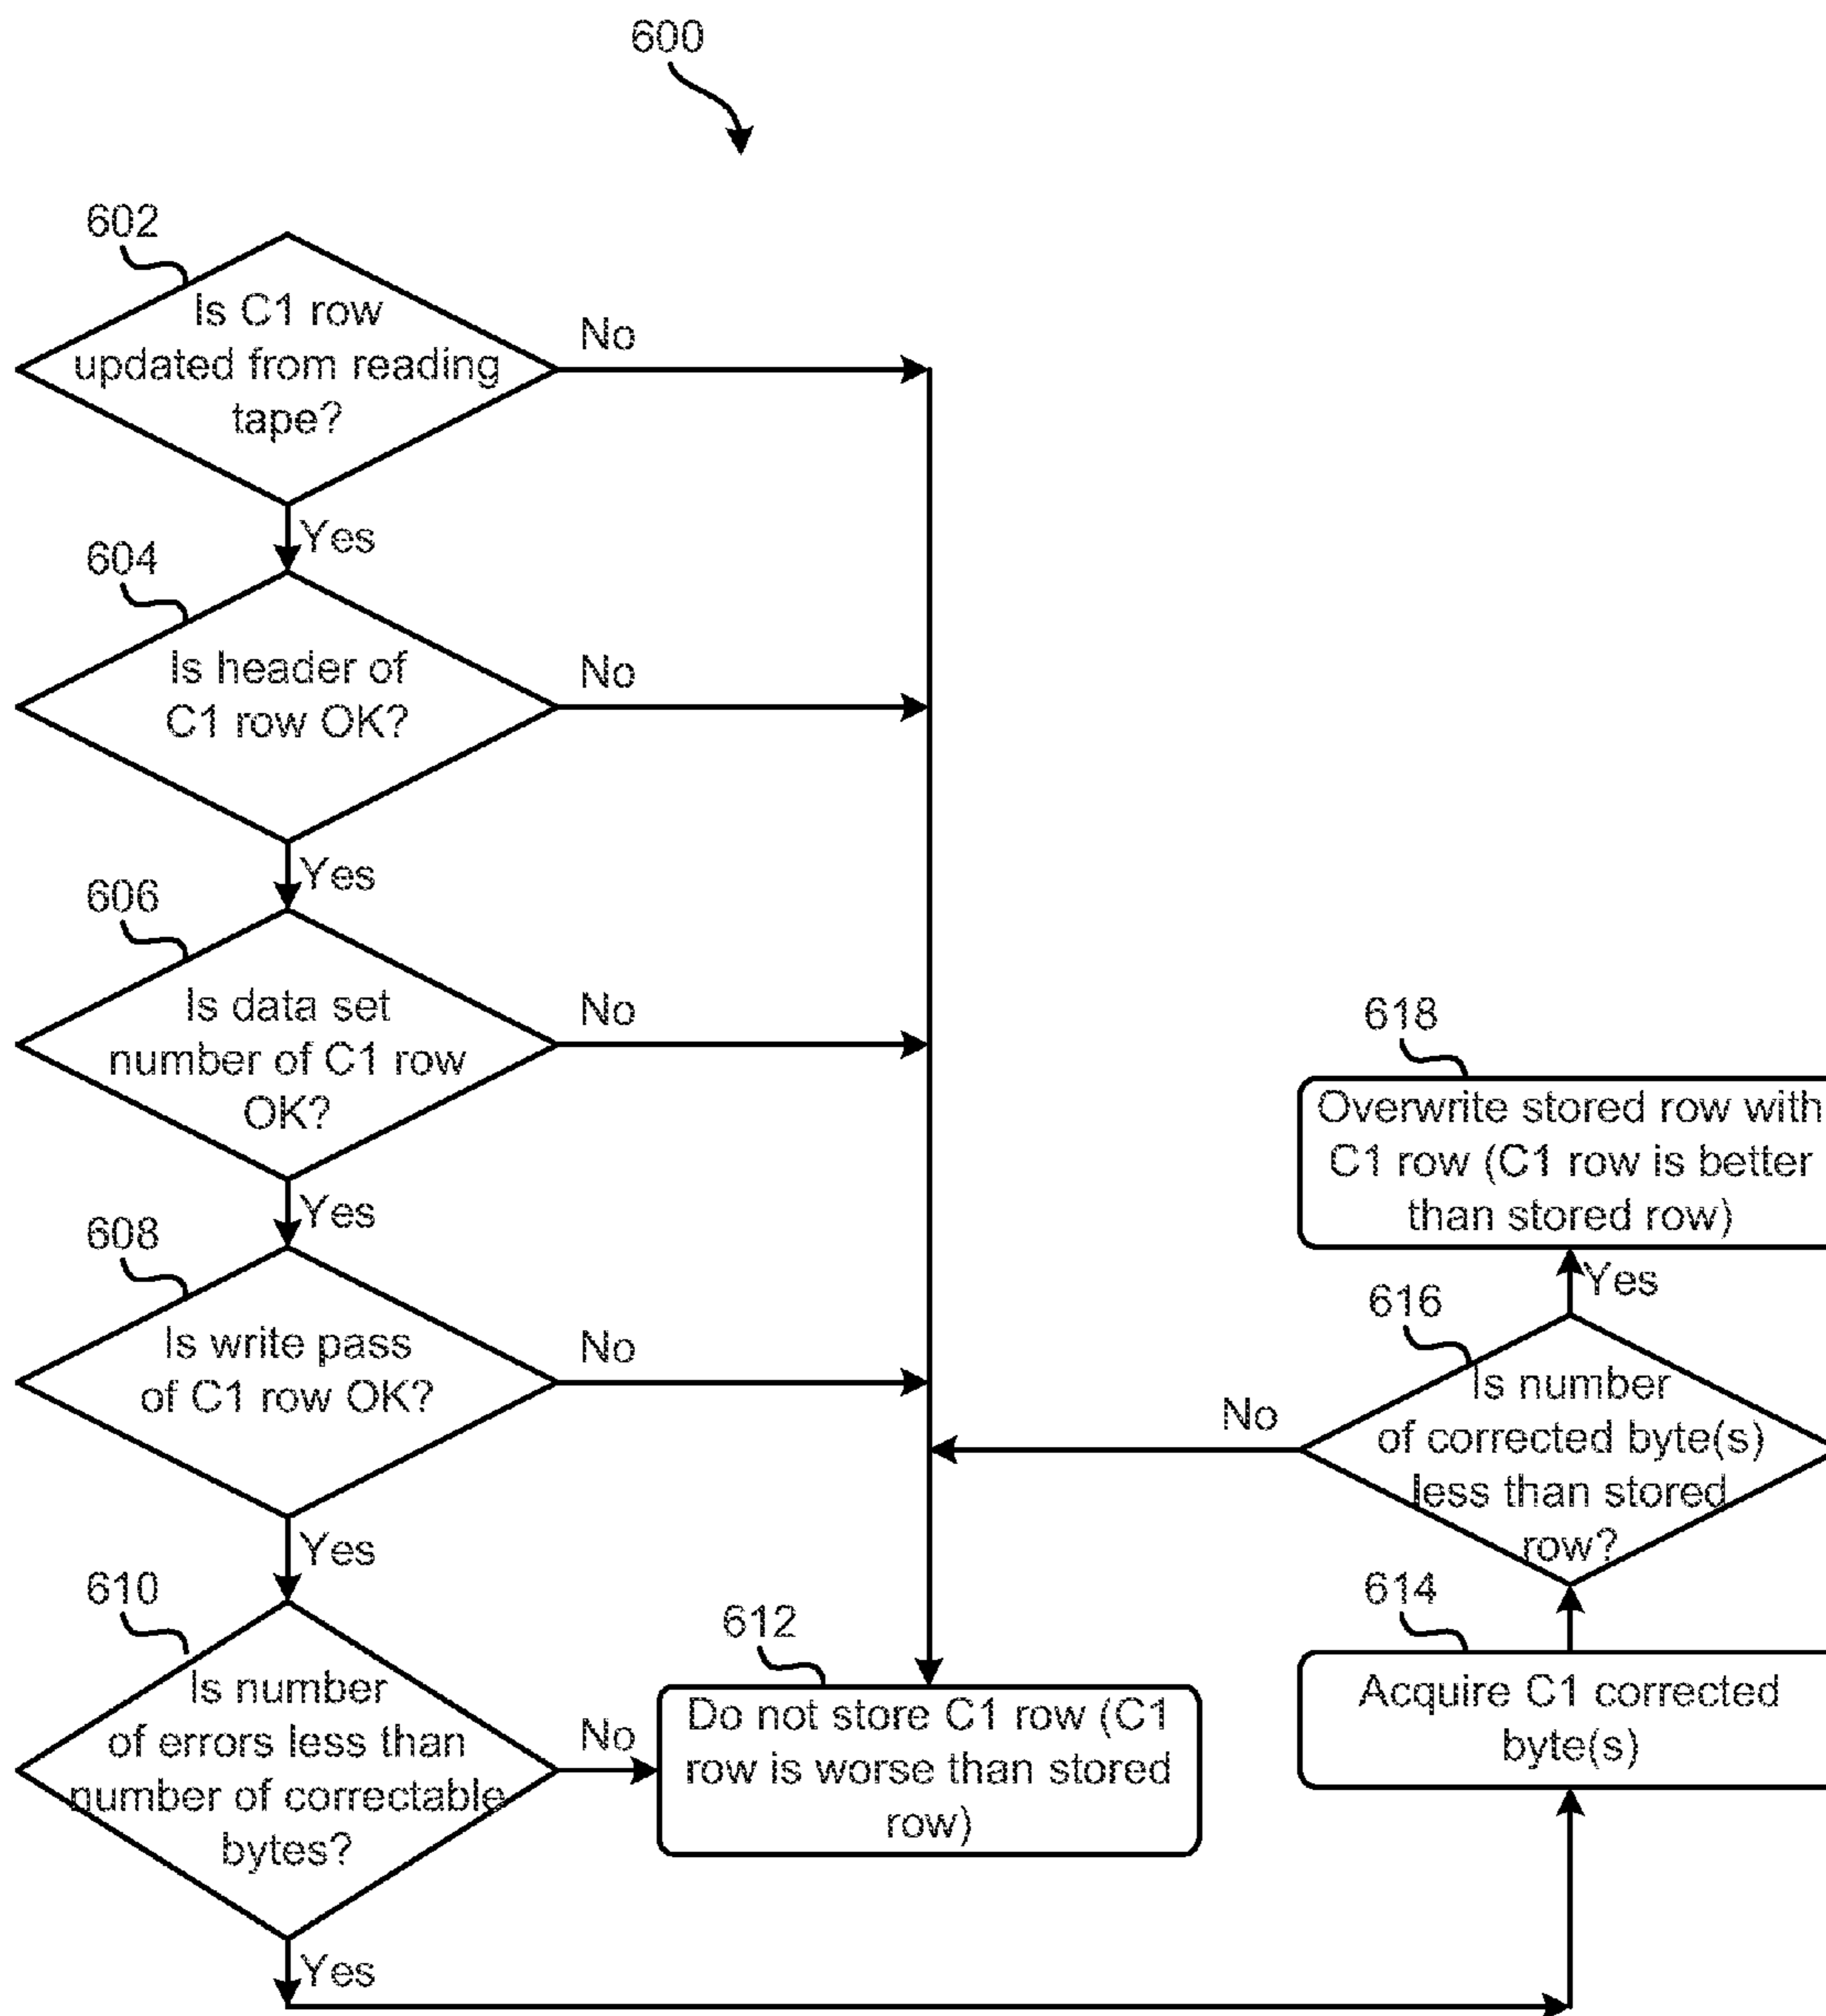 600
602
Is C1 row
updated from reading
tape?
No
Yes
604
Is header of
C1 row OK?
No
Yes
606
Is data set
number of C1 row
OK?
No
Yes
608
Is write pass
of C1 row OK?
No
Yes
610
Is number
of errors less than
number of correctable
bytes?
No
Yes
612
Do not store C1 row (C1
row is worse than stored
row)
614
Acquire C1 corrected
byte(s)
616
Is number
of corrected byte(s)
less than stored
row?
No
Yes
618
Overwrite stored row with
C1 row (C1 row is better
than stored row)